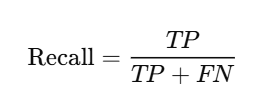 Recall = TP / TP + FN